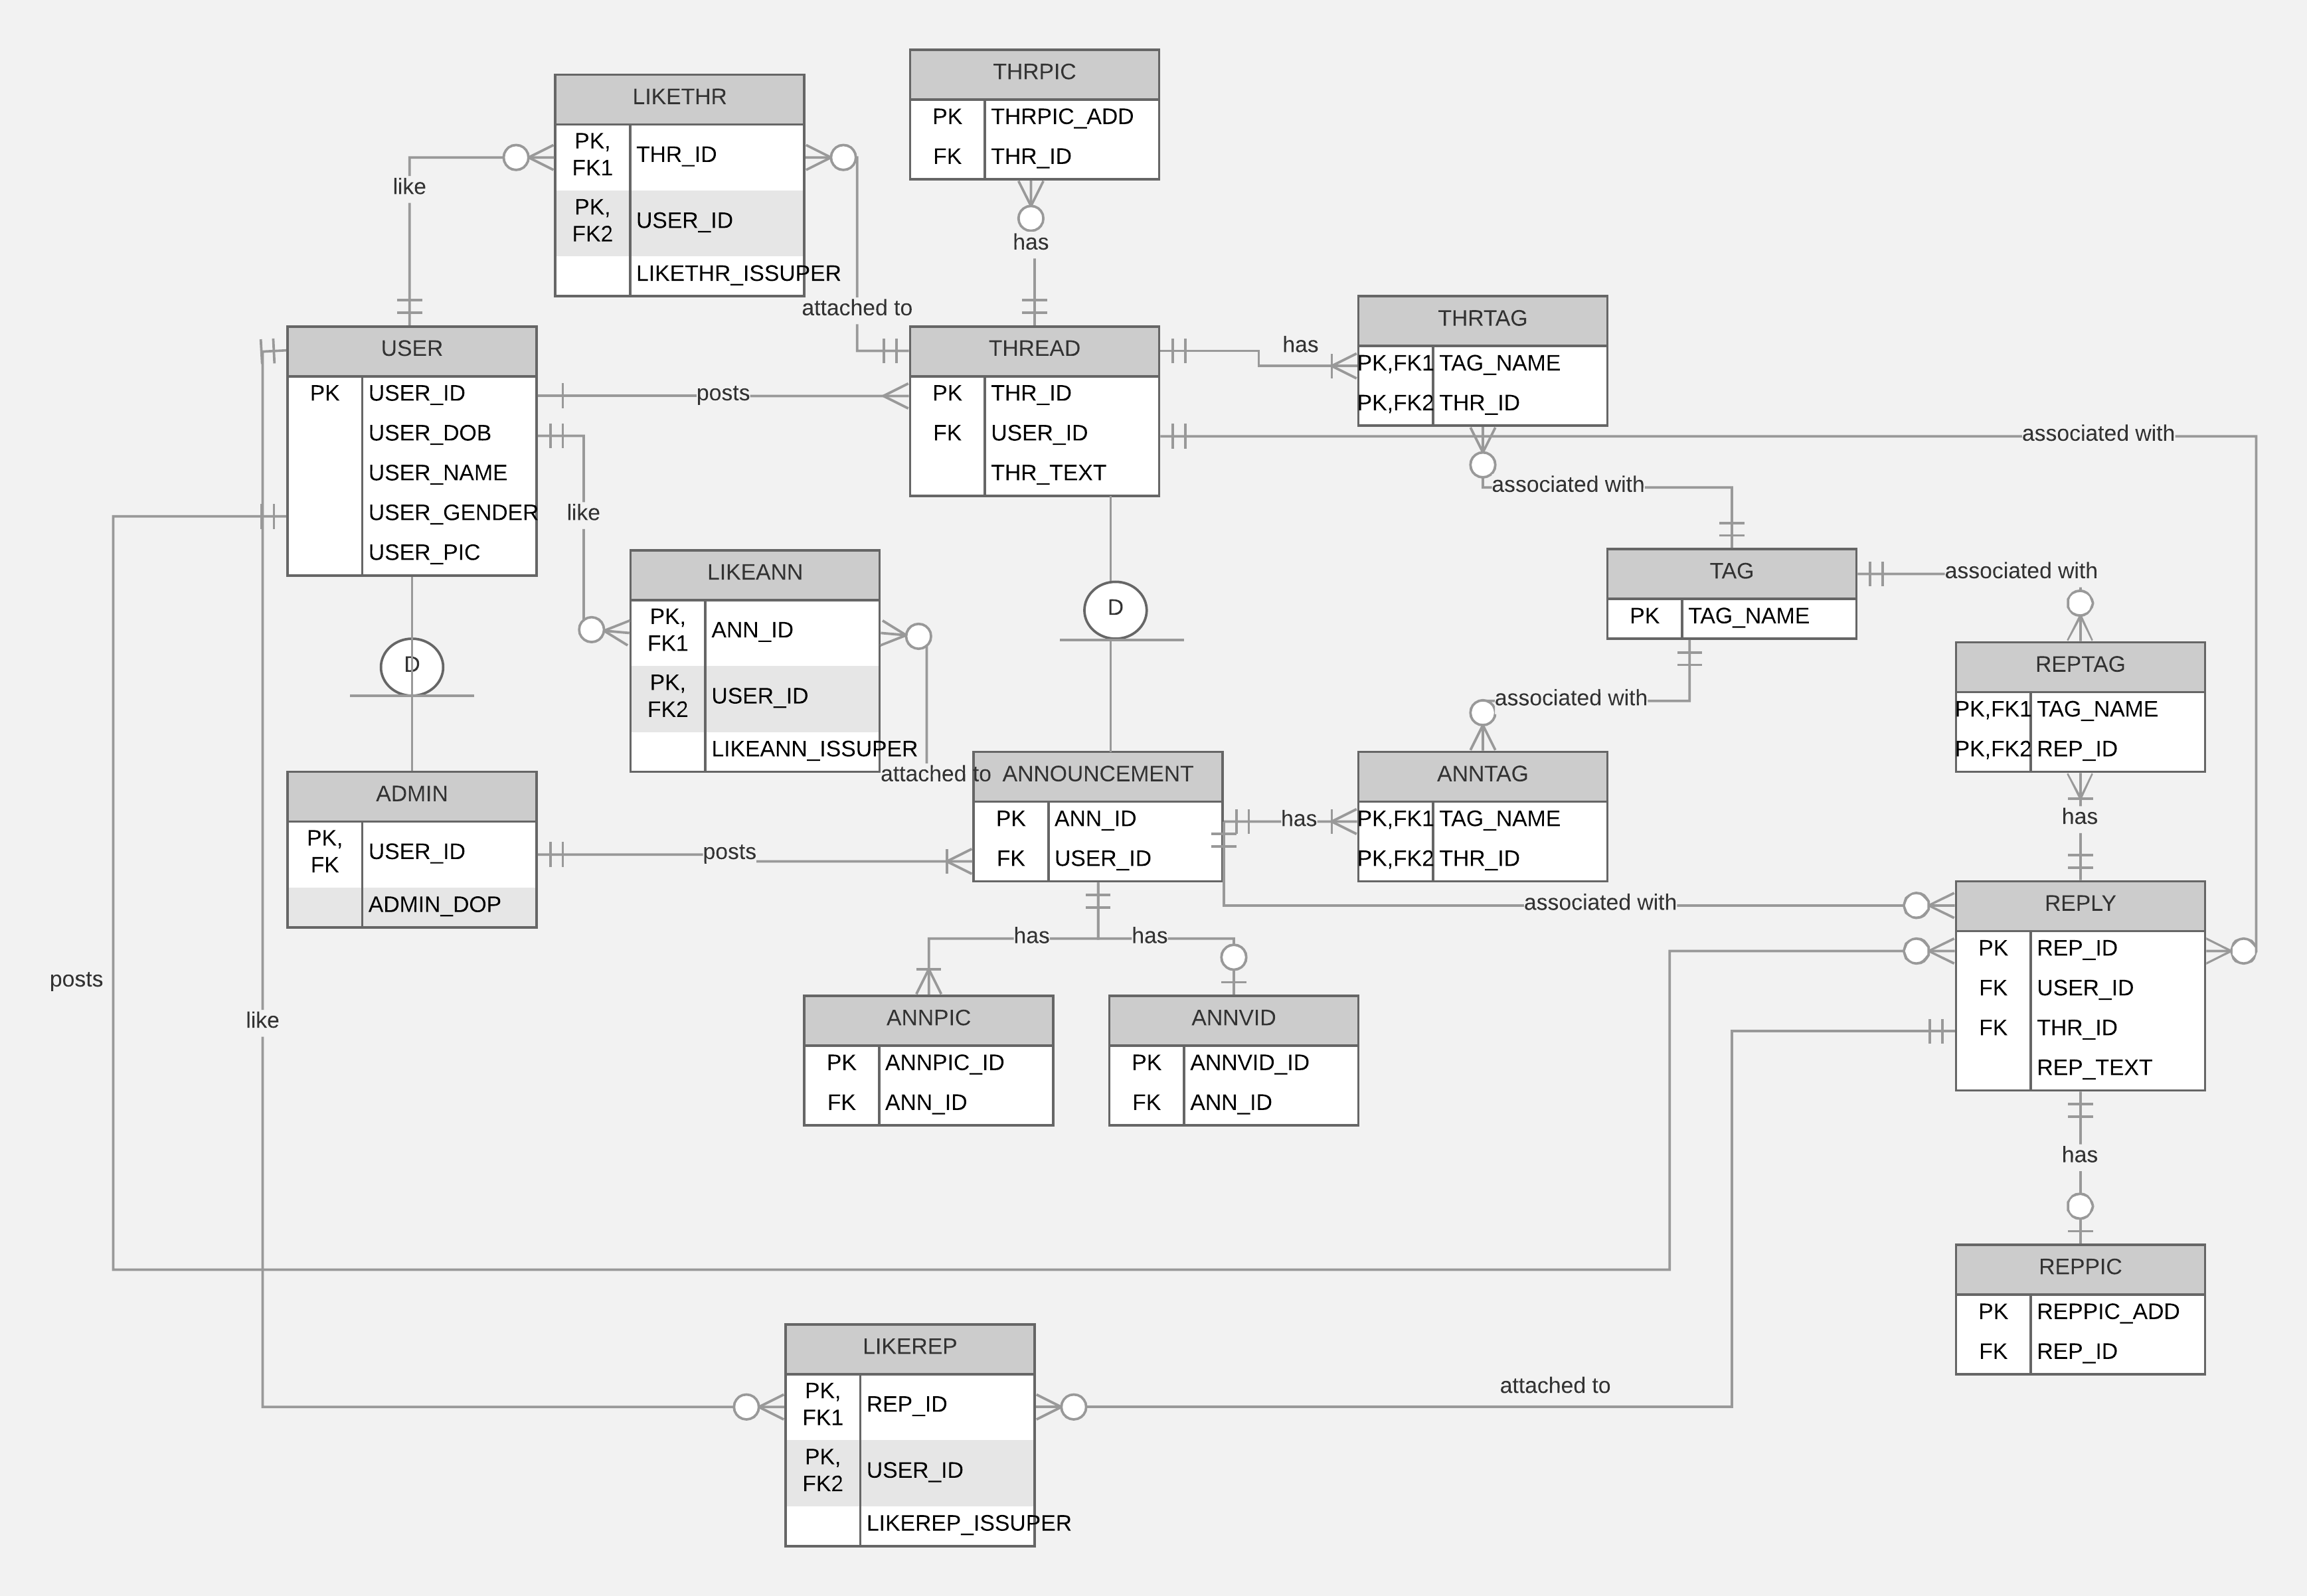 THRPIC
PK THRPIC_ADD
FK THR_ID
LIKETHR
PK, FK1 THR_ID
PK, FK2 USER_ID
LIKETHR_ISSUPER
like
has
attached to
THRTAG
PK,FK1 TAG_NAME
PK,FK2 THR_ID
USER
PK USER_ID
USER_DOB
USER_NAME
USER_GENDER
USER_PIC
posts
THREAD
PK THR_ID
FK USER_ID
THR_TEXT
has
associated with
associated with
like
LIKEANN
PK, FK1 ANN_ID
PK, FK2 USER_ID
LIKEANN_ISSUPER
D
D
TAG
PK TAG_NAME
associated with
REPTAG
PK,FK1 TAG_NAME
PK,FK2 REP_ID
associated with
attached to
ANNOUNCEMENT
PK ANN_ID
FK USER_ID
ANNTAG
PK,FK1 TAG_NAME
PK,FK2 THR_ID
ADMIN
PK, FK USER_ID
ADMIN_DOP
posts
has
has
associated with
REPLY
PK REP_ID
FK USER_ID
FK THR_ID
REP_TEXT
has
has
posts
like
ANNPIC
PK ANNPIC_ID
FK ANN_ID
ANNVID
PK ANNVID_ID
FK ANN_ID
has
REPPIC
PK REPPIC_ADD
FK REP_ID
LIKEREP
PK, FK1 REP_ID
PK, FK2 USER_ID
LIKEREP_ISSUPER
attached to